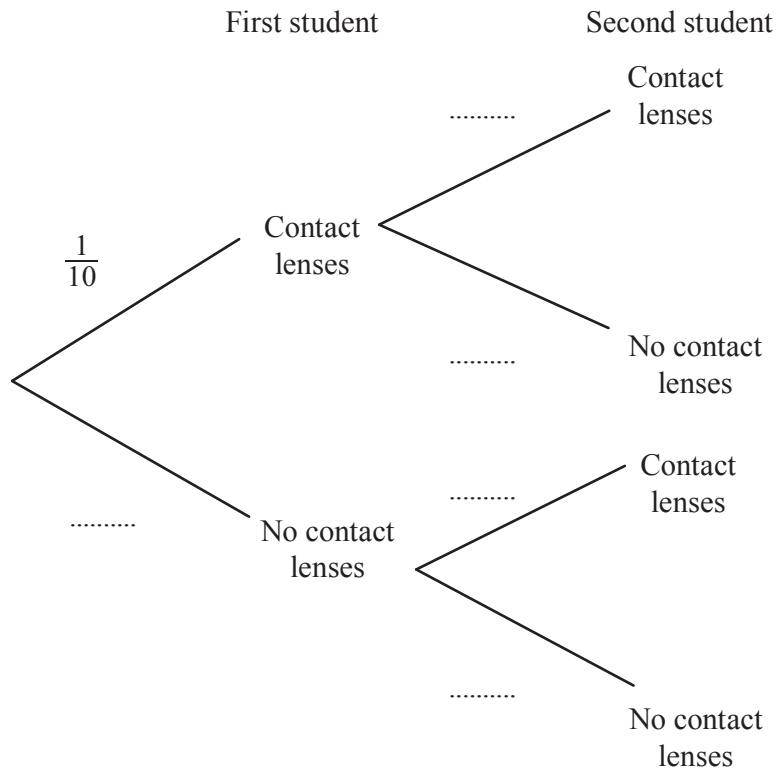 First student
Second student
Contact
lenses
..........
Contact
lenses
1
10
No contact
lenses
..........
Contact
lenses
..........
..........
No contact
lenses
..........
No contact
lenses